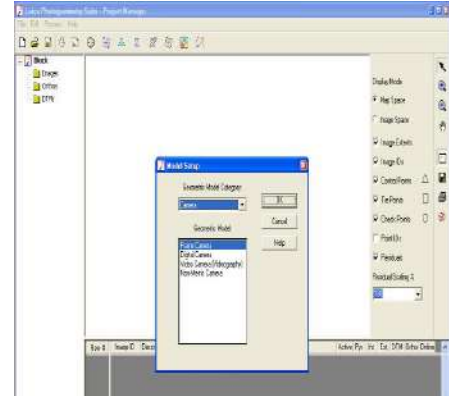 Leica Photogrammetry Suite - Project Manager
File Edit Process Help
Block
Images
Orthos
DTMs
Display Mode
Map Space
Image Space
Image Extents
Image IDs
Control Points
Tie Points
Check Points
Point IDs
Residuals
Residual Scaling X
Model Setup
Geometric Model Category
Camera
OK
Cancel
Help
Geometric Model
Frame Camera
Digital Camera
Video Camera (Videography)
Non-Metric Camera
Row # Image ID Active Pyr. Int. Ext. DTM Ortho Online